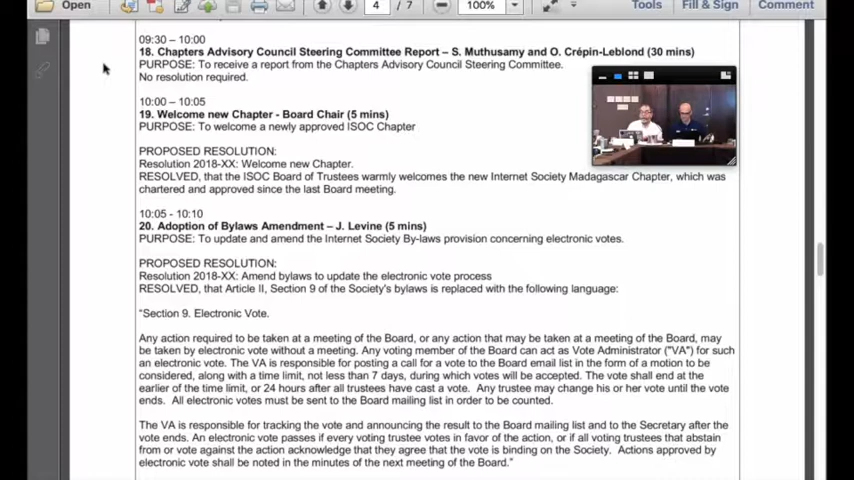 Open
4 / 7
100%
Tools
Fill & Sign
Comment
09:30 – 10:00
18. Chapters Advisory Council Steering Committee Report – S. Muthusamy and O. Crépin-Leblond (30 mins)
PURPOSE: To receive a report from the Chapters Advisory Council Steering Committee.
No resolution required.
10:00 – 10:05
19. Welcome new Chapter - Board Chair (5 mins)
PURPOSE: To welcome a newly approved ISOC Chapter
PROPOSED RESOLUTION:
Resolution 2018-XX: Welcome new Chapter.
RESOLVED, that the ISOC Board of Trustees warmly welcomes the new Internet Society Madagascar Chapter, which was
chartered and approved since the last Board meeting.
10:05 - 10:10
20. Adoption of Bylaws Amendment – J. Levine (5 mins)
PURPOSE: To update and amend the Internet Society By-laws provision concerning electronic votes.
PROPOSED RESOLUTION:
Resolution 2018-XX: Amend bylaws to update the electronic vote process
RESOLVED, that Article II, Section 9 of the Society's bylaws is replaced with the following language:
"Section 9. Electronic Vote.
Any action required to be taken at a meeting of the Board, or any action that may be taken at a meeting of the Board, may
be taken by electronic vote without a meeting. Any voting member of the Board can act as Vote Administrator ("VA") for such
an electronic vote. The VA is responsible for posting a call for a vote to the Board email list in the form of a motion to be
considered, along with a time limit, not less than 7 days, during which votes will be accepted. The vote shall end at the
earlier of the time limit, or 24 hours after all trustees have cast a vote. Any trustee may change his or her vote until the vote
ends. All electronic votes must be sent to the Board mailing list in order to be counted.
The VA is responsible for tracking the vote and announcing the result to the Board mailing list and to the Secretary after the
vote ends. An electronic vote passes if every voting trustee votes in favor of the action, or if all voting trustees that abstain
from or vote against the action acknowledge that they agree that the vote is binding on the Society. Actions approved by
electronic vote shall be noted in the minutes of the next meeting of the Board."